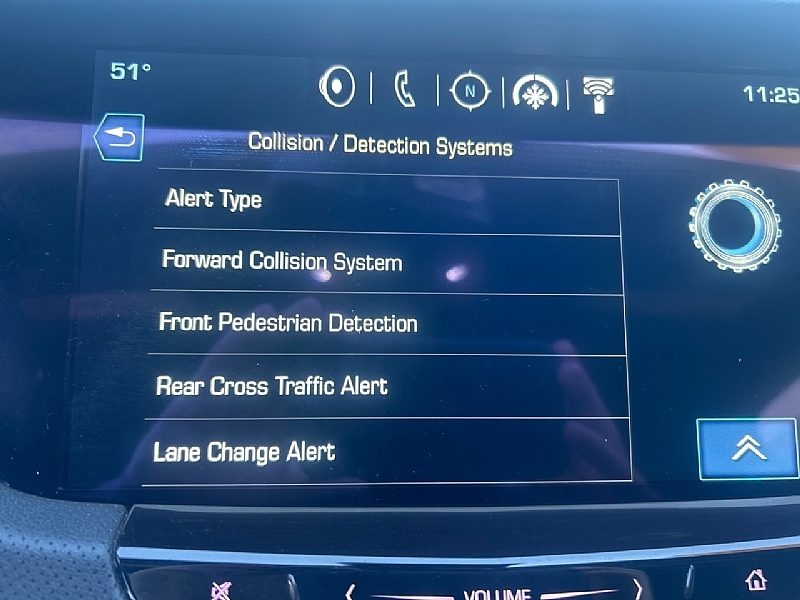 51°
N
11:25
Collision / Detection Systems
Alert Type
Forward Collision System
Front Pedestrian Detection
Rear Cross Traffic Alert
Lane Change Alert
VOLUME